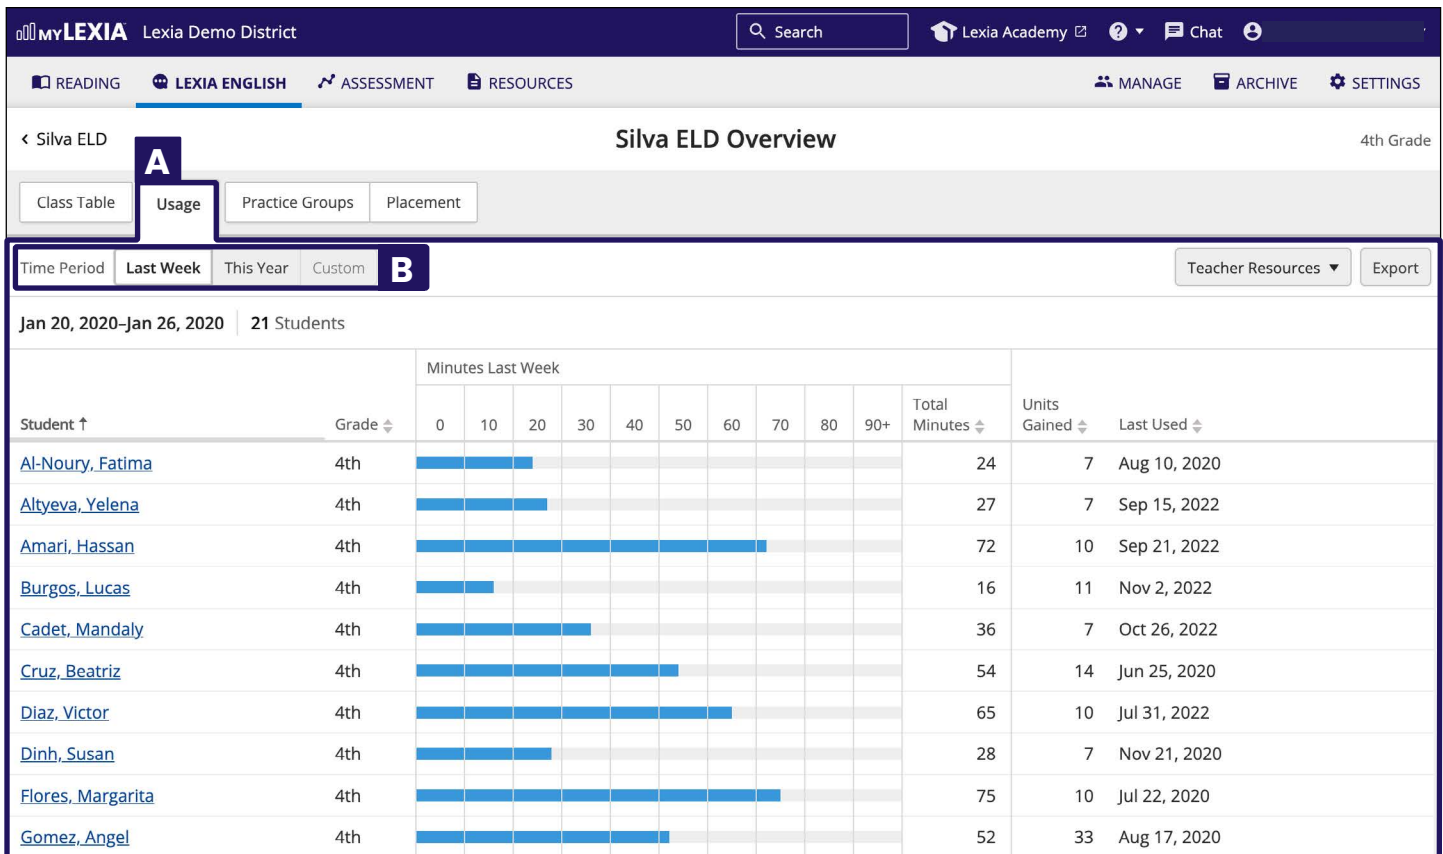 MYLEXIA Lexia Demo District Search Lexia Academy ? Chat
READING LEXIA ENGLISH ASSESSMENT RESOURCES MANAGE ARCHIVE SETTINGS
‹ Silva ELD Silva ELD Overview 4th Grade
A
Class Table Usage Practice Groups Placement
Time Period Last Week This Year Custom B Teacher Resources ▼ Export
Jan 20, 2020–Jan 26, 2020 21 Students
Minutes Last Week
Student ↑ Grade 0 10 20 30 40 50 60 70 80 90+ Total Minutes Units Gained Last Used
Al-Noury, Fatima 4th 24 7 Aug 10, 2020
Altyeva, Yelena 4th 27 7 Sep 15, 2022
Amari, Hassan 4th 72 10 Sep 21, 2022
Burgos, Lucas 4th 16 11 Nov 2, 2022
Cadet, Mandaly 4th 36 7 Oct 26, 2022
Cruz, Beatriz 4th 54 14 Jun 25, 2020
Diaz, Victor 4th 65 10 Jul 31, 2022
Dinh, Susan 4th 28 7 Nov 21, 2020
Flores, Margarita 4th 75 10 Jul 22, 2020
Gomez, Angel 4th 52 33 Aug 17, 2020